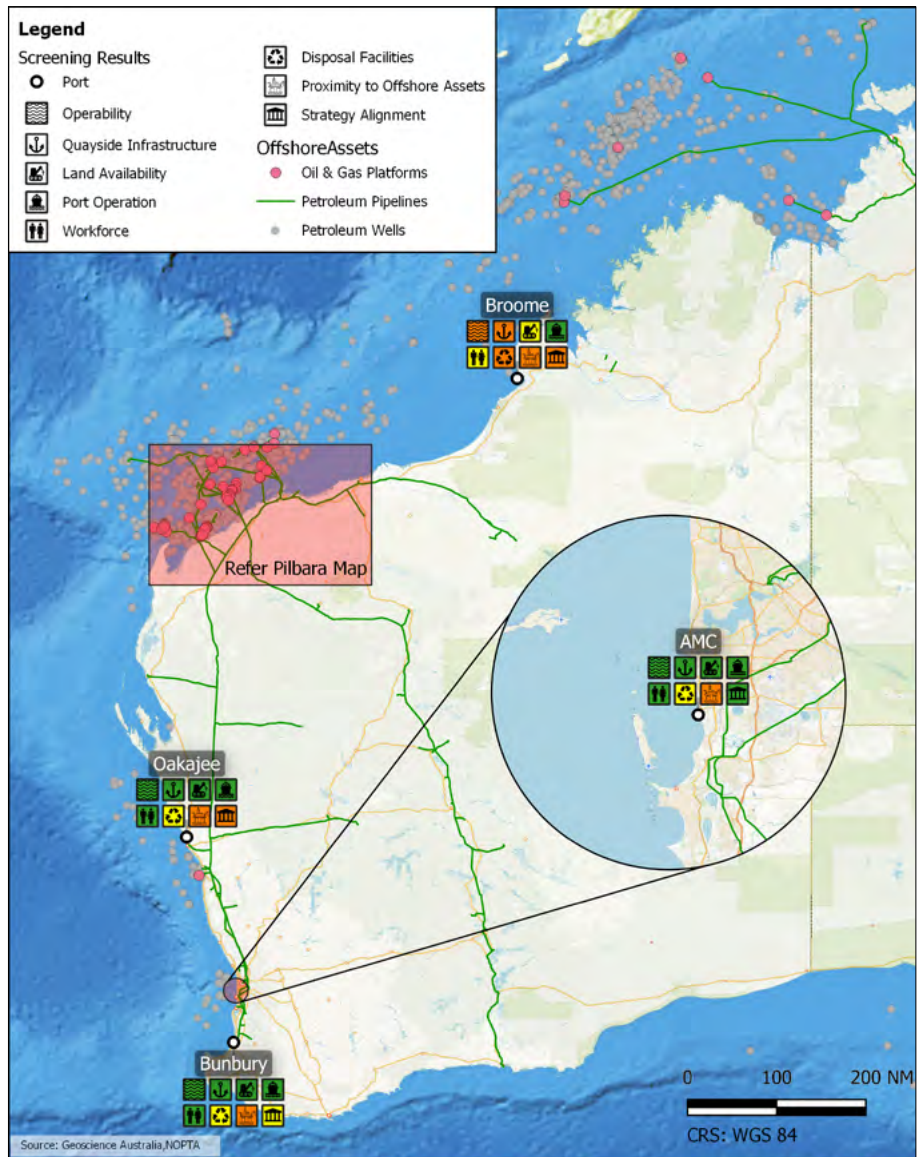 Legend
Screening Results
Port
Operability
Quayside Infrastructure
Land Availability
Port Operation
Workforce
Disposal Facilities
Proximity to Offshore Assets
Strategy Alignment
OffshoreAssets
Oil & Gas Platforms
Petroleum Pipelines
Petroleum Wells
Broome
Refer Pilbara Map
AMC
Oakajee
Bunbury
0 100 200 NM
CRS: WGS 84
Source: Geoscience Australia,NOPTA